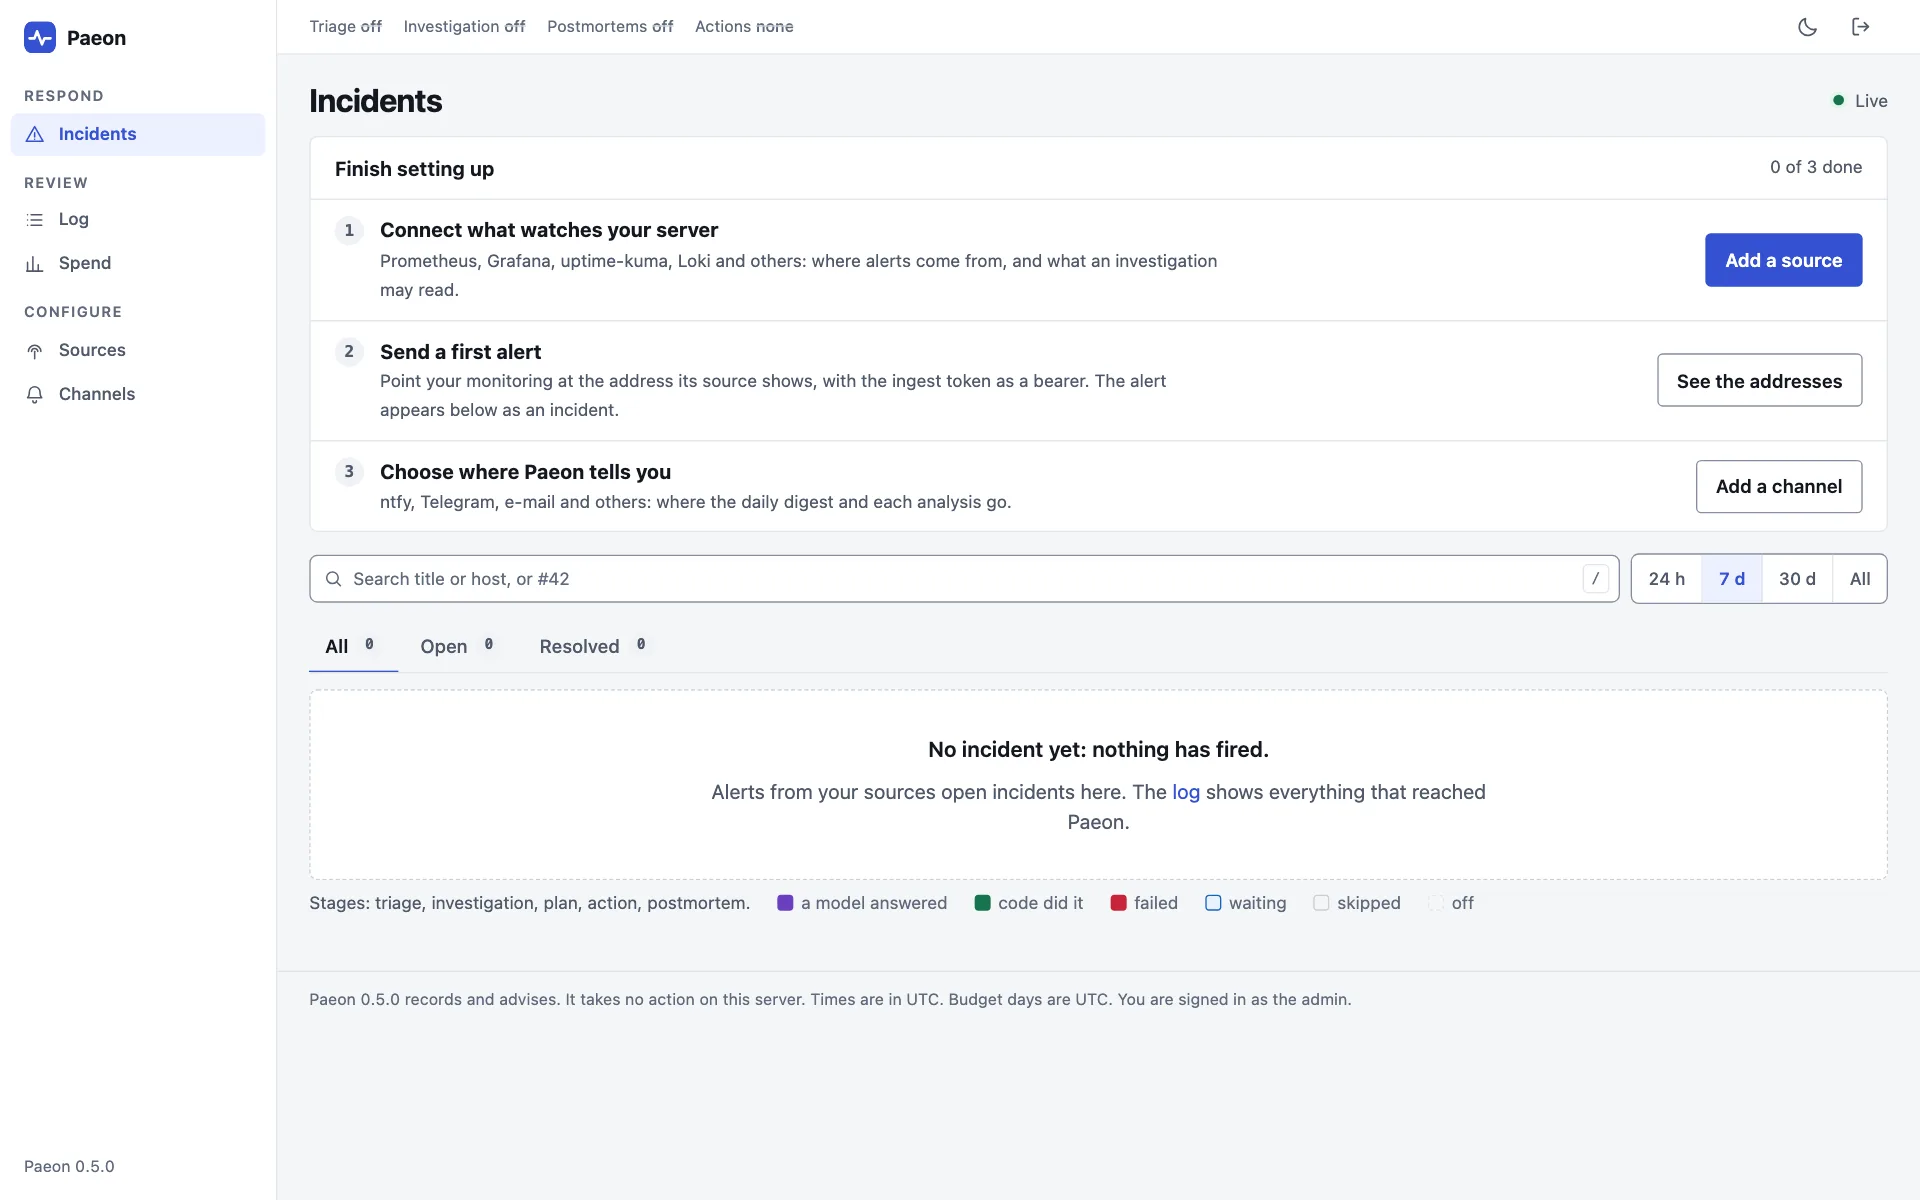 Paeon
Triage off Investigation off Postmortems off Actions none
RESPOND
Incidents
REVIEW
Log
Spend
CONFIGURE
Sources
Channels
Incidents
Live
Finish setting up
0 of 3 done
1 Connect what watches your server
Prometheus, Grafana, uptime-kuma, Loki and others: where alerts come from, and what an investigation
may read.
Add a source
2 Send a first alert
Point your monitoring at the address its source shows, with the ingest token as a bearer. The alert
appears below as an incident.
See the addresses
3 Choose where Paeon tells you
ntfy, Telegram, e-mail and others: where the daily digest and each analysis go.
Add a channel
Search title or host, or #42 /
24 h 7 d 30 d All
All 0 Open 0 Resolved 0
No incident yet: nothing has fired.
Alerts from your sources open incidents here. The log shows everything that reached
Paeon.
Stages: triage, investigation, plan, action, postmortem. a model answered code did it failed waiting skipped off
Paeon 0.5.0 records and advises. It takes no action on this server. Times are in UTC. Budget days are UTC. You are signed in as the admin.
Paeon 0.5.0